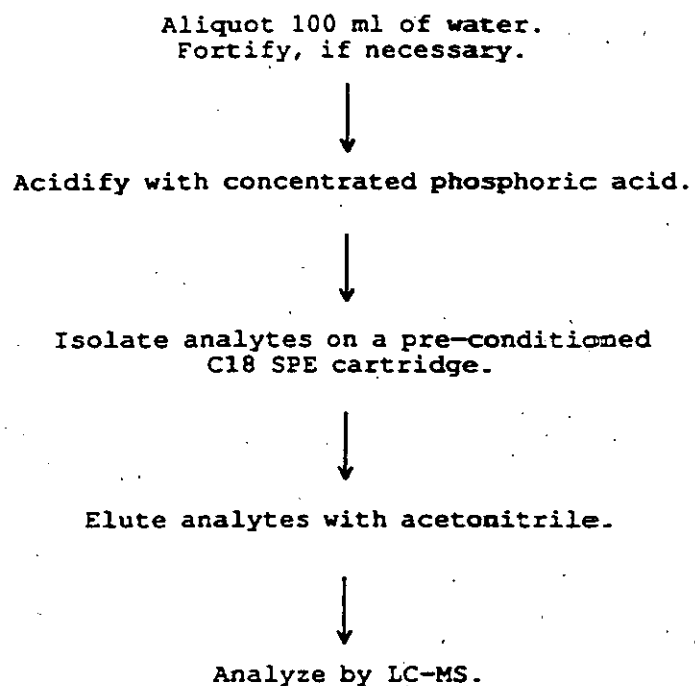 Aliquot 100 ml of water.
Fortify, if necessary.
Acidify with concentrated phosphoric acid.
Isolate analytes on a pre-conditioned
C18 SPE cartridge.
Elute analytes with acetonitrile.
Analyze by LC-MS.